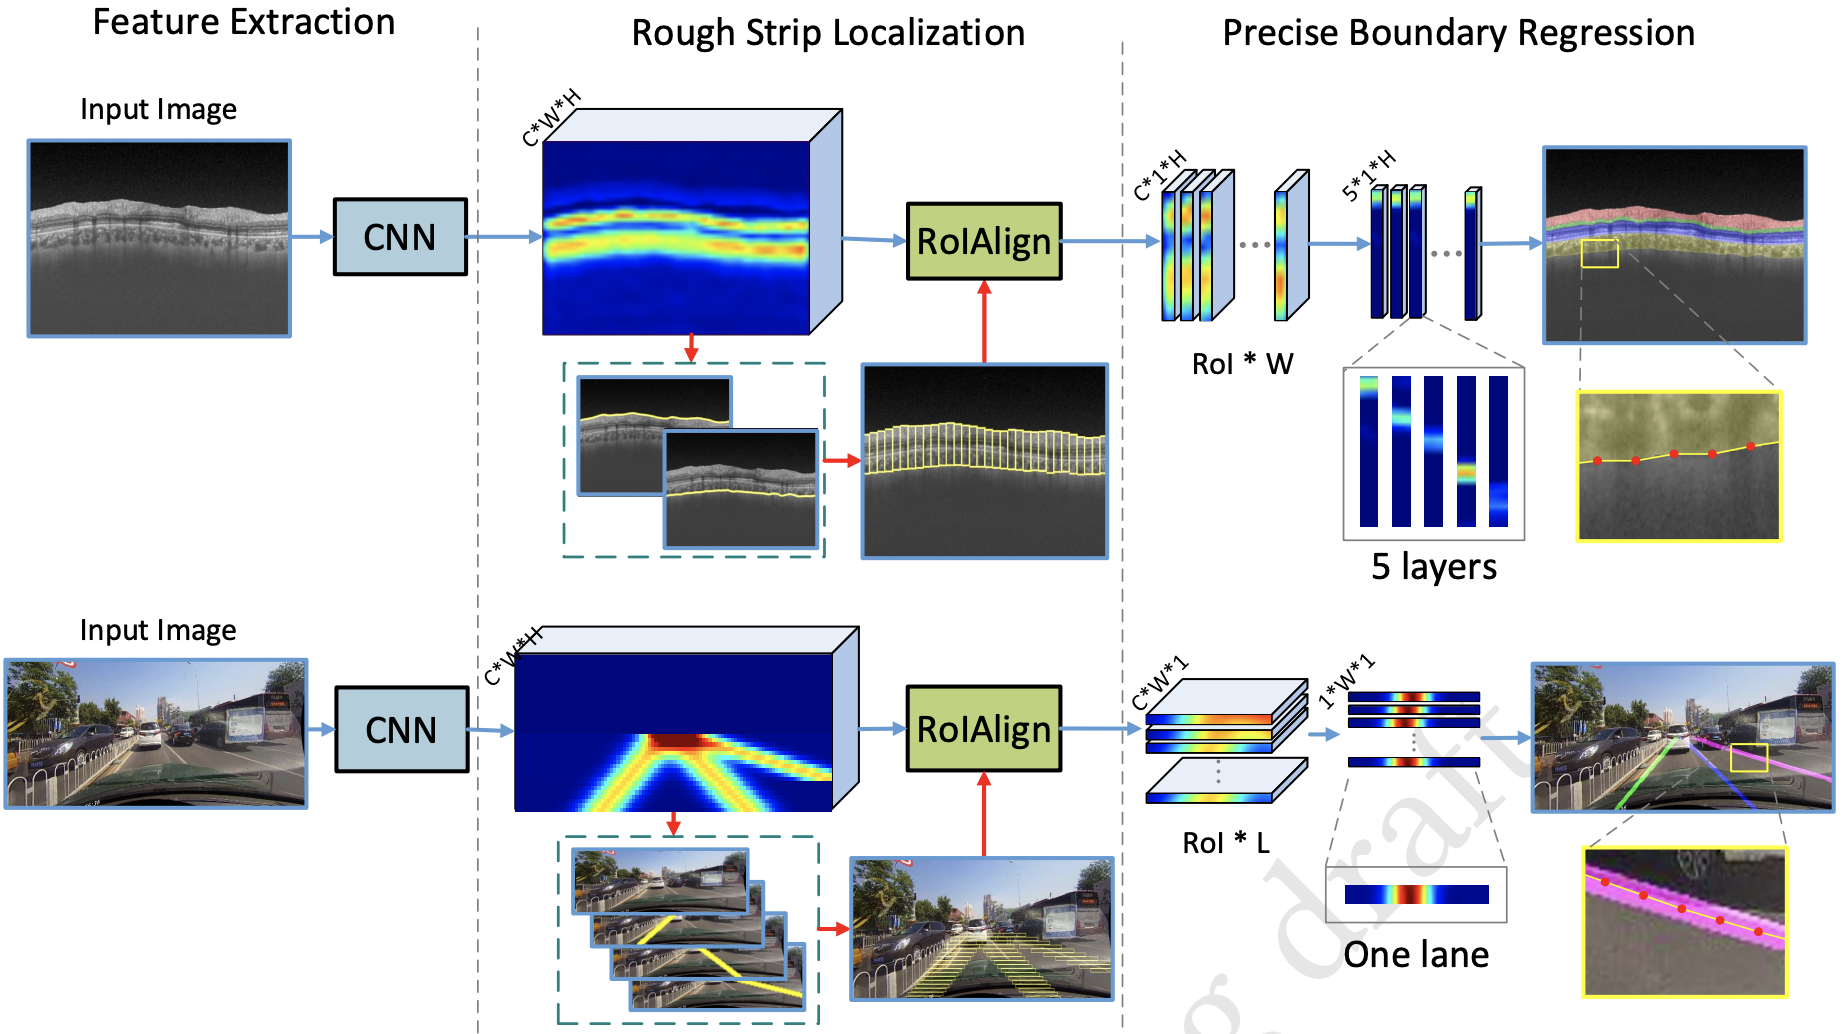 Feature Extraction
Rough Strip Localization
Precise Boundary Regression
Input Image
C*W*H
CNN
RoIAlign
C*1*H
5*1*H
RoI * W
5 layers
Input Image
C*W*H
CNN
RoIAlign
C*W*1
1*W*1
RoI * L
One lane
g draft